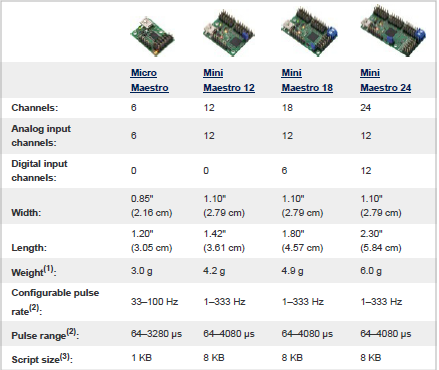 Micro Maestro Mini Maestro 12 Mini Maestro 18 Mini Maestro 24
Channels: 6 12 18 24
Analog input channels: 6 12 12 12
Digital input channels: 0 0 6 12
Width: 0.85" (2.16 cm) 1.10" (2.79 cm) 1.10" (2.79 cm) 1.10" (2.79 cm)
Length: 1.20" (3.05 cm) 1.42" (3.61 cm) 1.80" (4.57 cm) 2.30" (5.84 cm)
Weight(1): 3.0 g 4.2 g 4.9 g 6.0 g
Configurable pulse rate(2): 33–100 Hz 1–333 Hz 1–333 Hz 1–333 Hz
Pulse range(2): 64–3280 µs 64–4080 µs 64–4080 µs 64–4080 µs
Script size(3): 1 KB 8 KB 8 KB 8 KB